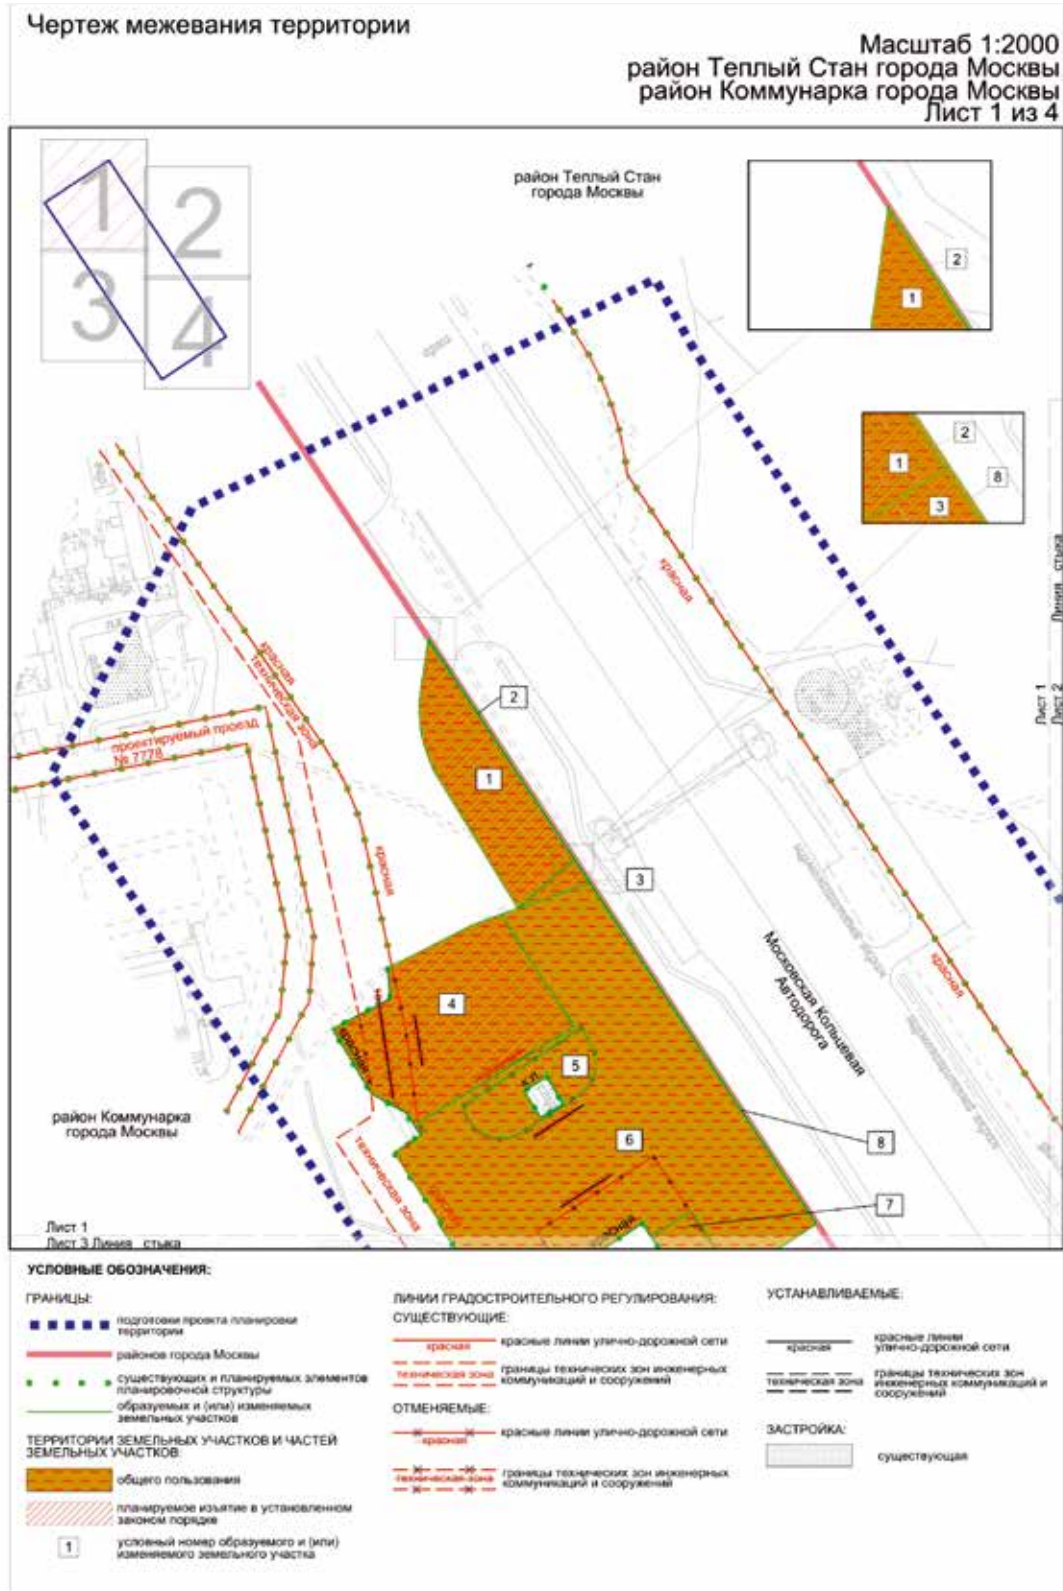 Чертеж межевания территории
Масштаб 1:2000
район Теплый Стан города Москвы
район Коммунарка города Москвы
Лист 1 из 4
1
2
3
4
район Теплый Стан
города Москвы
2
1
2
1
8
3
красная
Линия стыка
Лист 1
Лист 2
красная
техническая зона
2
проектируемый проезд
№ 7778
1
красная
3
Московская Кольцевая
Автодорога
красная
4
красная
5
К.Л.
район Коммунарка
города Москвы
6
8
техническая зона
7
красная
Лист 1
Лист 3 Линия стыка
УСЛОВНЫЕ ОБОЗНАЧЕНИЯ:
ГРАНИЦЫ:
подготовки проекта планировки
территории
районов города Москвы
существующих и планируемых элементов
планировочной структуры
образуемых и (или) изменяемых
земельных участков
ТЕРРИТОРИИ ЗЕМЕЛЬНЫХ УЧАСТКОВ И ЧАСТЕЙ
ЗЕМЕЛЬНЫХ УЧАСТКОВ:
общего пользования
планируемое изъятие в установленном
законом порядке
1
условный номер образуемого и (или)
изменяемого земельного участка
ЛИНИИ ГРАДОСТРОИТЕЛЬНОГО РЕГУЛИРОВАНИЯ:
СУЩЕСТВУЮЩИЕ:
красная
красные линии улично-дорожной сети
техническая зона
границы технических зон инженерных
коммуникаций и сооружений
ОТМЕНЯЕМЫЕ:
красная
красные линии улично-дорожной сети
техническая зона
границы технических зон инженерных
коммуникаций и сооружений
УСТАНАВЛИВАЕМЫЕ:
красная
красные линии
улично-дорожной сети
техническая зона
границы технических зон
инженерных коммуникаций и
сооружений
ЗАСТРОЙКА:
существующая